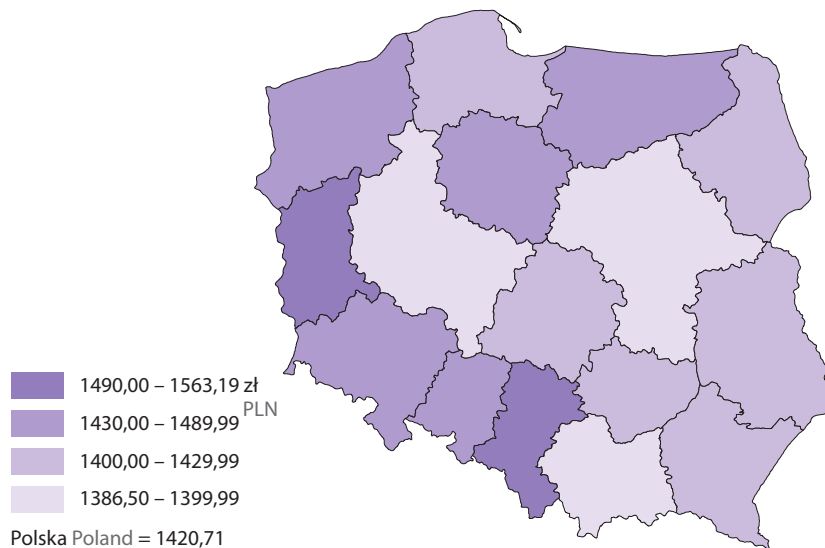 1490,00 – 1563,19 zł
PLN
1430,00 – 1489,99
1400,00 – 1429,99
1386,50 – 1399,99
Polska Poland = 1420,71